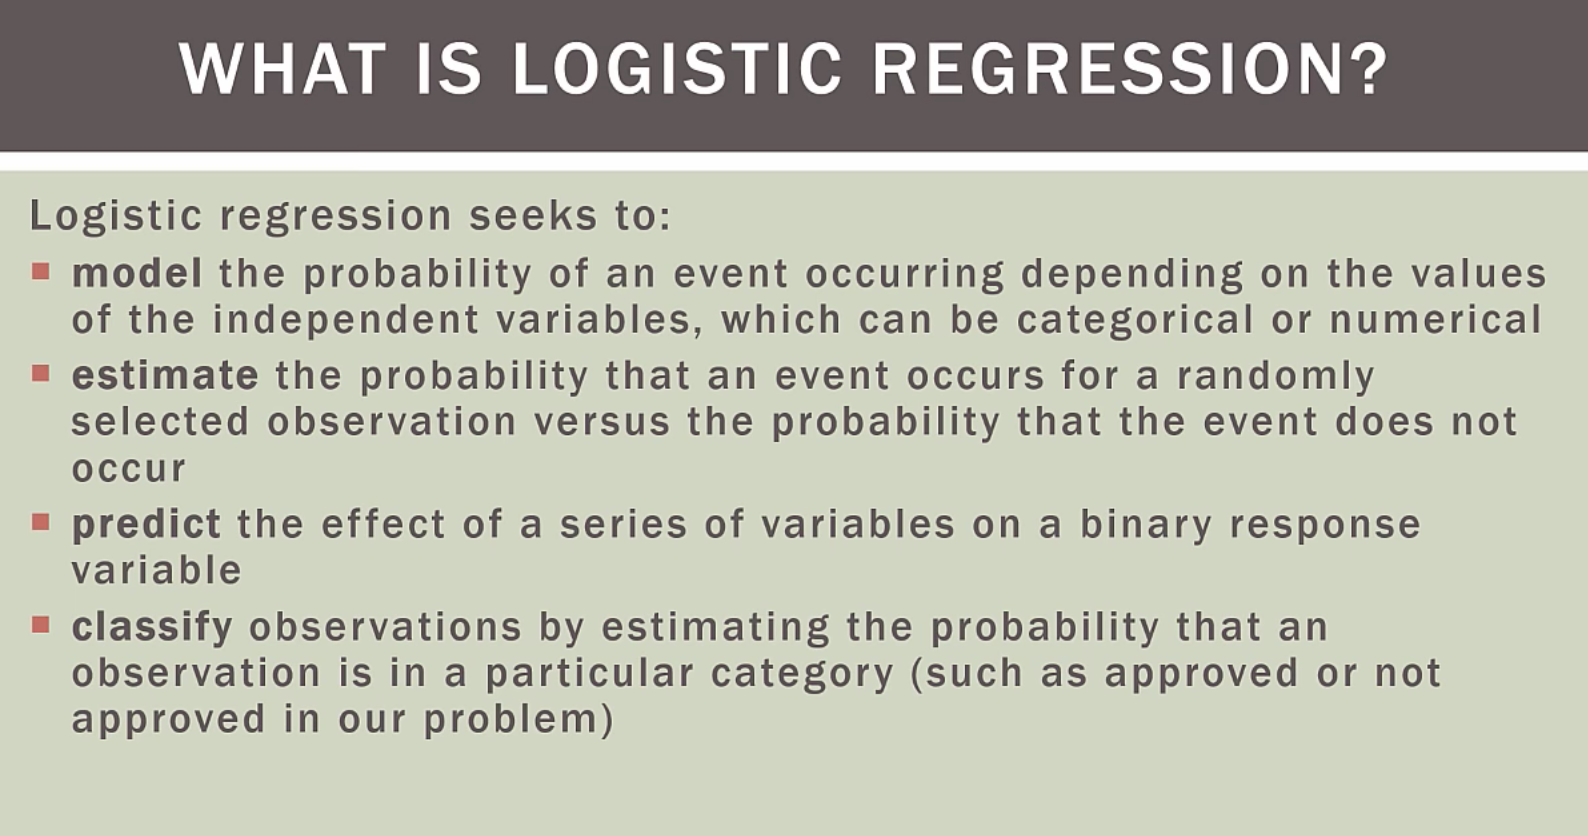 WHAT IS LOGISTIC REGRESSION?
Logistic regression seeks to:
model the probability of an event occurring depending on the values
of the independent variables, which can be categorical or numerical
estimate the probability that an event occurs for a randomly
selected observation versus the probability that the event does not
occur
predict the effect of a series of variables on a binary response
variable
classify observations by estimating the probability that an
observation is in a particular category (such as approved or not
approved in our problem)